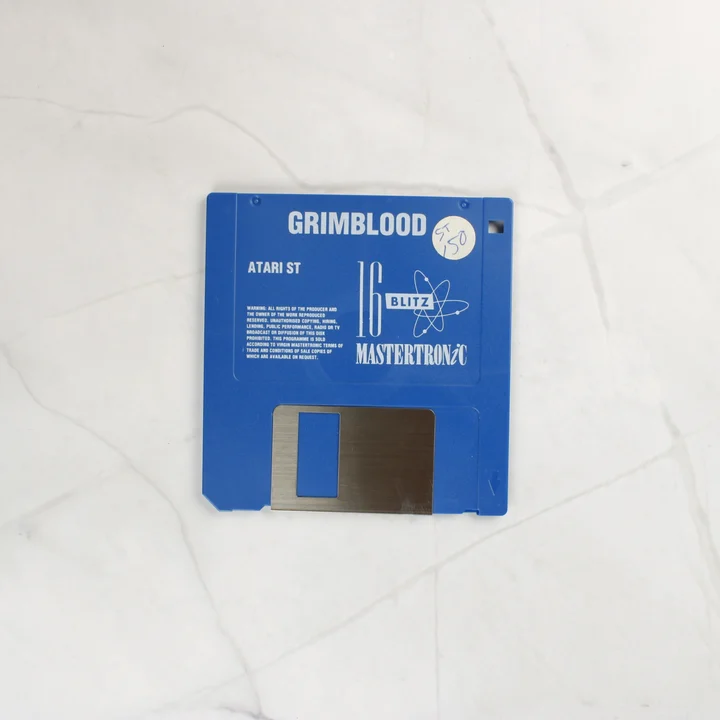 GRIMBLOOD
ST
150
ATARI ST
16
BLITZ
MASTERTRONiC
WARNING: ALL RIGHTS OF THE PRODUCER AND
THE OWNER OF THE WORK REPRODUCED
RESERVED. UNAUTHORISED COPYING, HIRING,
LENDING, PUBLIC PERFORMANCE, RADIO OR TV
BROADCAST OR DIFFUSION OF THIS DISK
PROHIBITED. THIS PROGRAMME IS SOLD
ACCORDING TO VIRGIN MASTERTRONIC TERMS OF
TRADE AND CONDITIONS OF SALE COPIES OF
WHICH ARE AVAILABLE ON REQUEST.